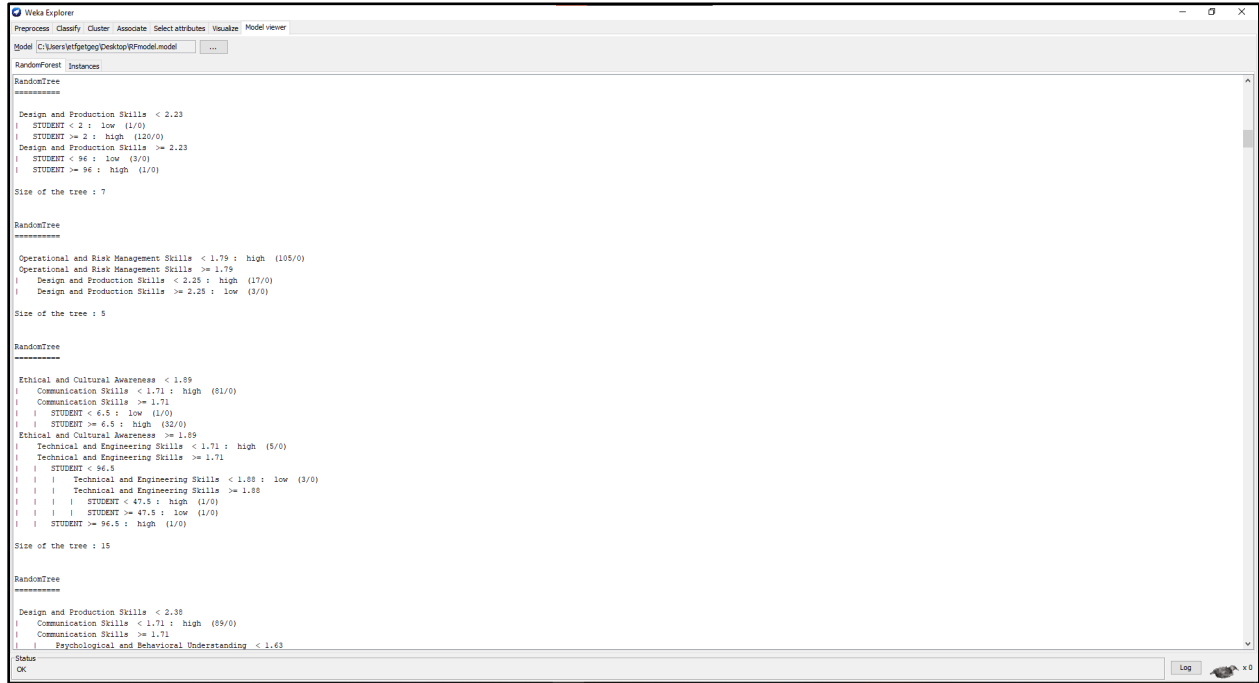 Weka Explorer
Preprocess Classify Cluster Associate Select attributes Visualize Model viewer
Model C:\Users\etfgetgeg\Desktop\RFmodel.model ...
RandomForest Instances
RandomTree
==========
Design and Production Skills < 2.23
| STUDENT < 2 : low (1/0)
| STUDENT >= 2 : high (120/0)
Design and Production Skills >= 2.23
| STUDENT < 96 : low (3/0)
| STUDENT >= 96 : high (1/0)
Size of the tree : 7
RandomTree
==========
Operational and Risk Management Skills < 1.79 : high (105/0)
Operational and Risk Management Skills >= 1.79
| Design and Production Skills < 2.25 : high (17/0)
| Design and Production Skills >= 2.25 : low (3/0)
Size of the tree : 5
RandomTree
==========
Ethical and Cultural Awareness < 1.89
| Communication Skills < 1.71 : high (81/0)
| Communication Skills >= 1.71
| | STUDENT < 6.5 : low (1/0)
| | STUDENT >= 6.5 : high (32/0)
Ethical and Cultural Awareness >= 1.89
| Technical and Engineering Skills < 1.71 : high (5/0)
| Technical and Engineering Skills >= 1.71
| | STUDENT < 96.5
| | | Technical and Engineering Skills < 1.88 : low (3/0)
| | | Technical and Engineering Skills >= 1.88
| | | | STUDENT < 47.5 : high (1/0)
| | | | STUDENT >= 47.5 : low (1/0)
| | STUDENT >= 96.5 : high (1/0)
Size of the tree : 15
RandomTree
==========
Design and Production Skills < 2.38
| Communication Skills < 1.71 : high (89/0)
| Communication Skills >= 1.71
| | Psychological and Behavioral Understanding < 1.63
Status
OK
Log x 0